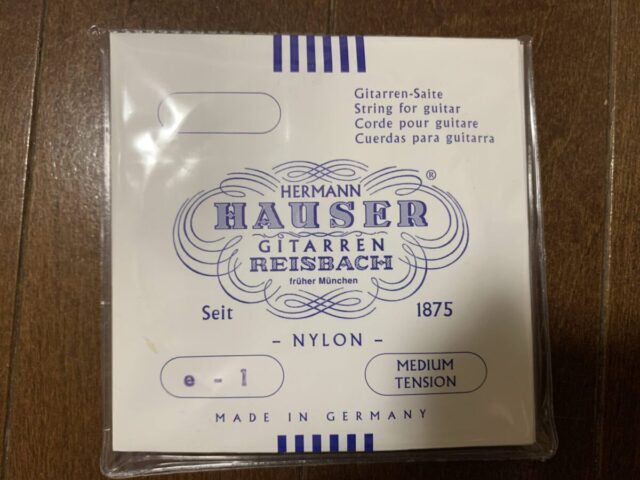 Gitarren-Saite
String for guitar
Corde pour guitare
Cuerdas para guitarra
HERMANN ®
HAUSER
GITARREN
REISBACH
früher München
Seit 1875
- NYLON -
e - 1
MEDIUM
TENSION
MADE IN GERMANY